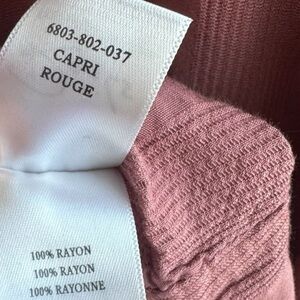 6803-802-037
CAPRI
ROUGE
100% RAYON
100% RAYON
100% RAYONNE